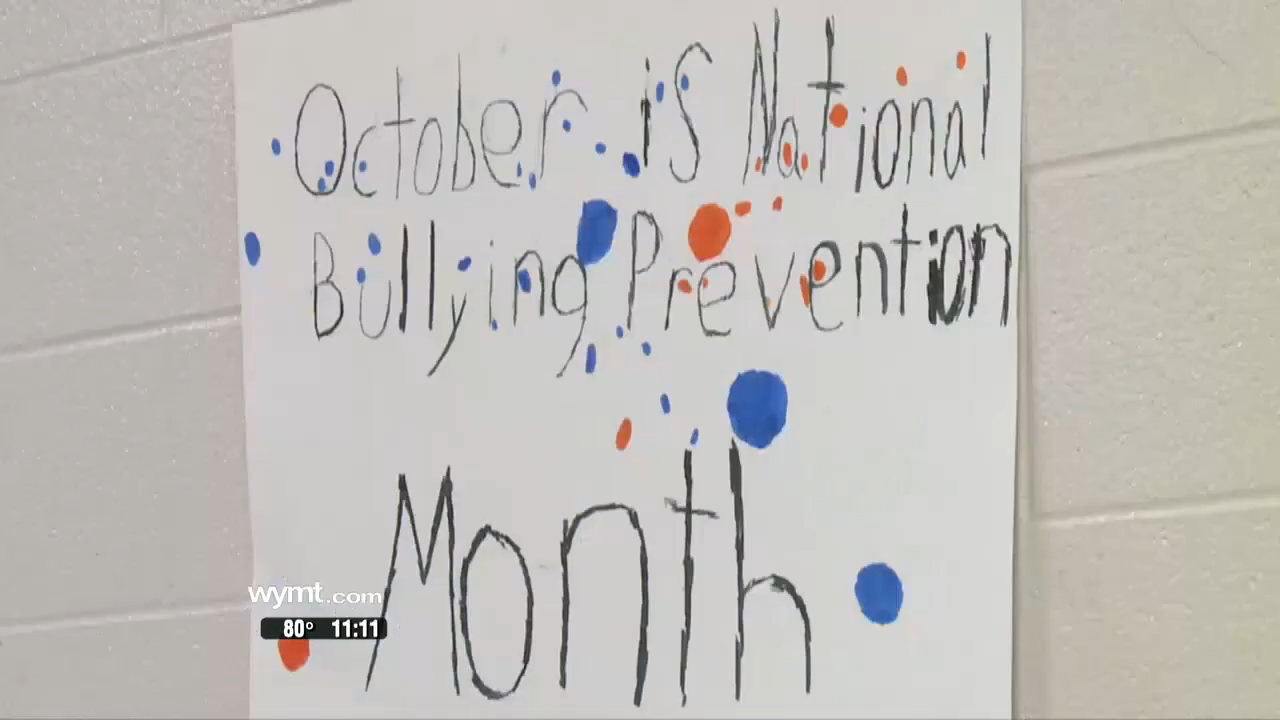 October is National
Bullying Prevention
Month
wymt.com
80° 11:11